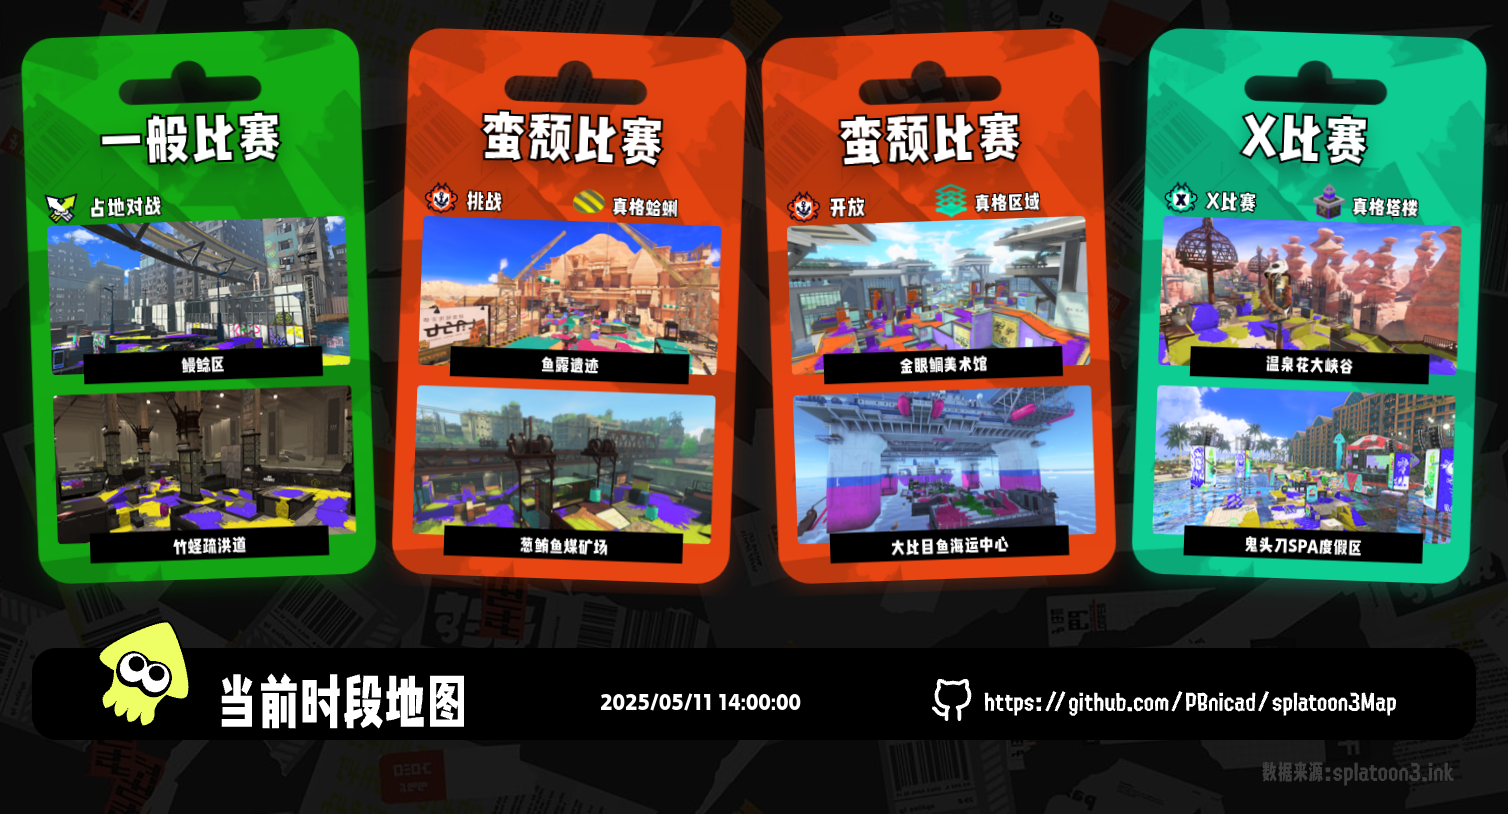 一般比赛
占地对战
鳗鲶区
竹蛏疏洪道
蛮颓比赛
挑战
真格蛤蜊
鱼露遗迹
葱鲔鱼煤矿场
蛮颓比赛
开放
真格区域
金眼鲷美术馆
大比目鱼海运中心
X比赛
X比赛
真格塔楼
温泉花大峡谷
鬼头刀SPA度假区
当前时段地图
2025/05/11 14:00:00
https://github.com/PBnicad/splatoon3Map
数据来源:splatoon3.ink